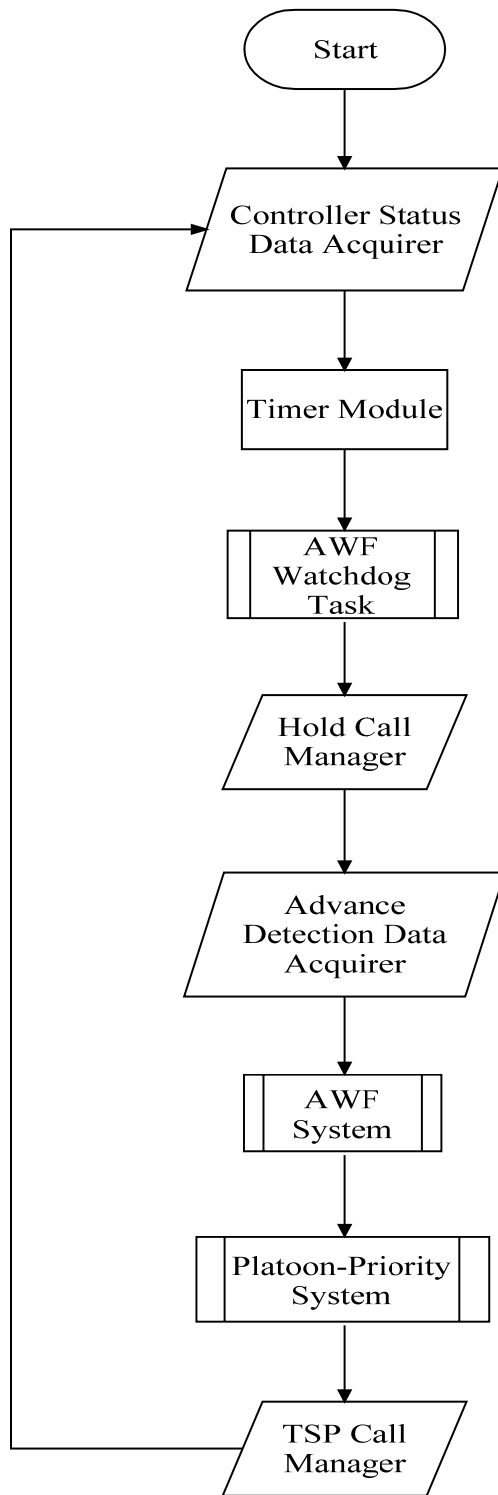 Start
Controller Status
Data Acquirer
Timer Module
AWF
Watchdog
Task
Hold Call
Manager
Advance
Detection Data
Acquirer
AWF
System
Platoon-Priority
System
TSP Call
Manager